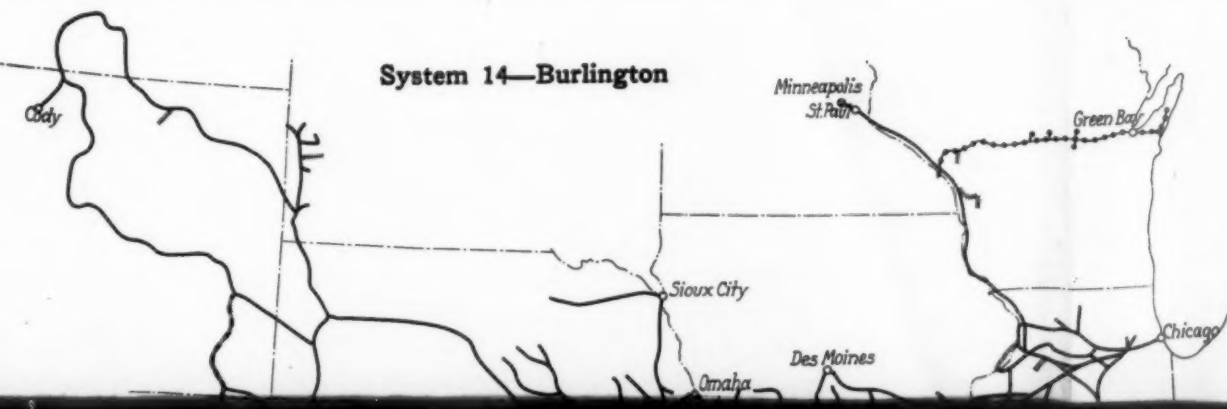 System 14—Burlington
Minneapolis
St. Paul
Cody
Green Bay
Sioux City
Chicago
Des Moines
Omaha